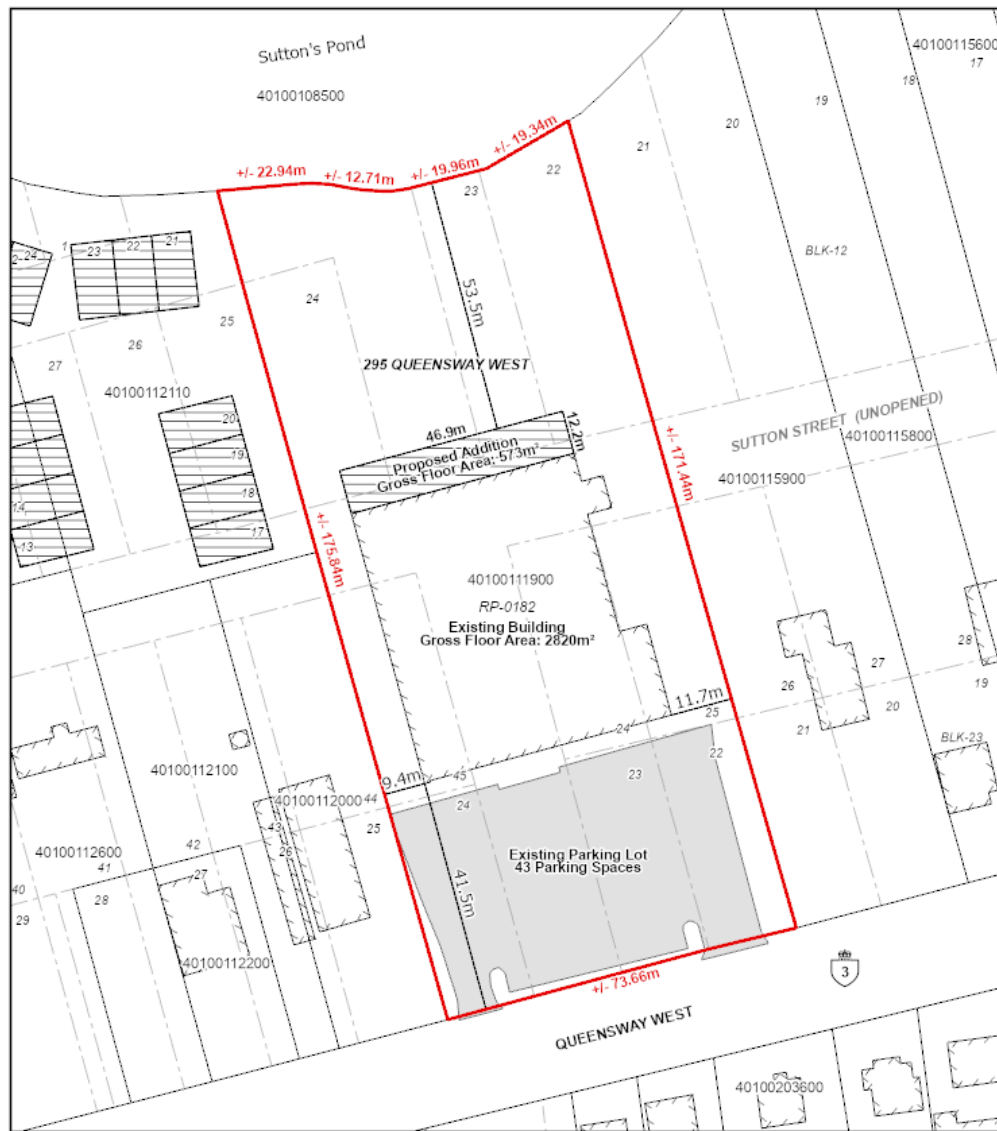 Sutton's Pond
40100108500
40100115600
17
18
19
20
21
22
23
+/- 22.94m
+/- 12.71m
+/- 19.96m
+/- 19.34m
24
1
23
22
21
25
24
26
27
BLK-12
53.5m
295 QUEENSWAY WEST
40100112110
20
19
18
17
14
13
46.9m
12.2m
Proposed Addition
Gross Floor Area: 573m²
SUTTON STREET (UNOPENED)
40100115800
40100115900
+/- 171.44m
+/- 175.84m
40100111900
RP-0182
Existing Building
Gross Floor Area: 2820m²
28
19
27
26
20
21
11.7m
25
24
22
23
BLK-23
9.4m
45
24
44
25
40100112100
40100112000
43
26
40100112600
42
41
27
28
40
29
40100112200
Existing Parking Lot
43 Parking Spaces
41.5m
+/- 73.66m
3
QUEENSWAY WEST
40100203600